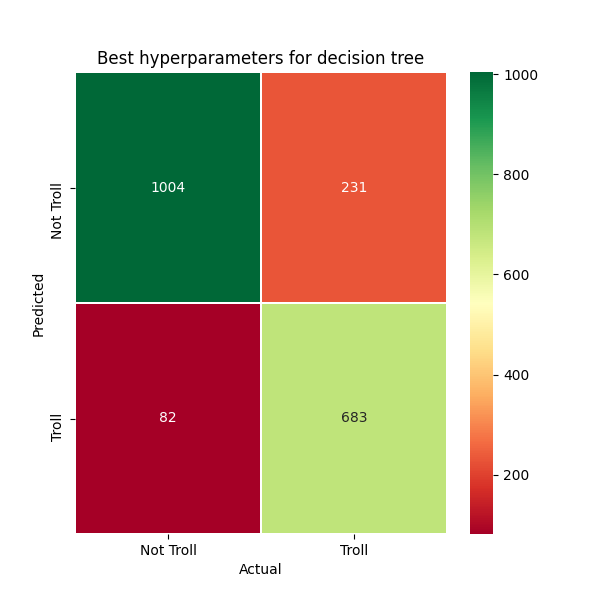 Best hyperparameters for decision tree
Predicted
Not Troll
Troll
1004
231
82
683
Not Troll
Troll
Actual
1000
800
600
400
200